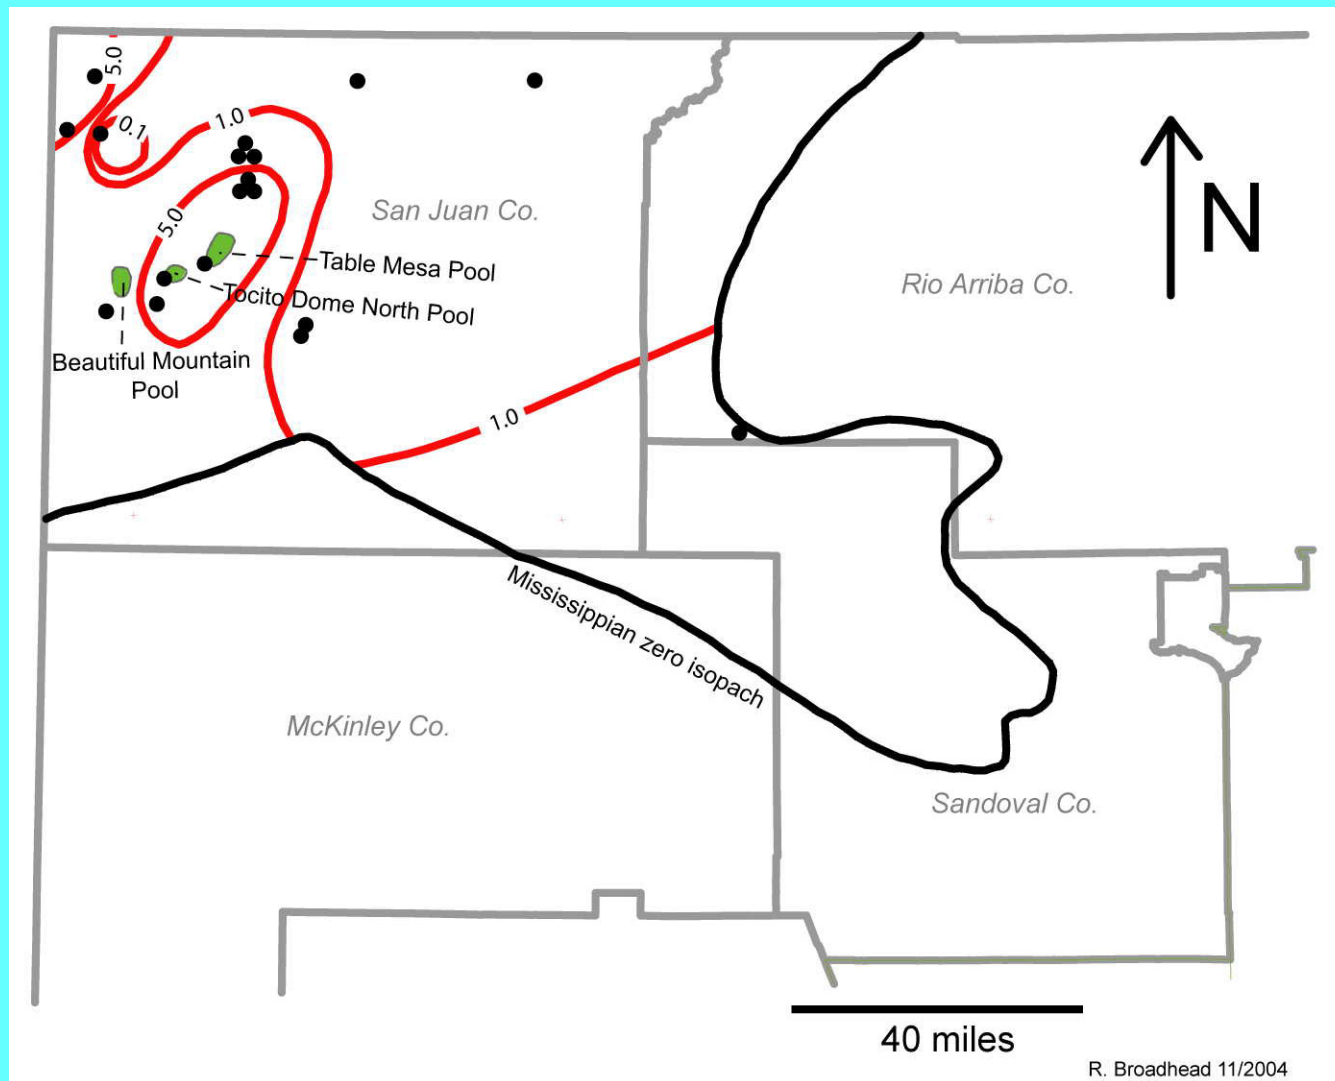 5.0
0.1
1.0
5.0
San Juan Co.
N
Table Mesa Pool
Rio Arriba Co.
Tocito Dome North Pool
Beautiful Mountain
Pool
1.0
Mississippian zero isopach
McKinley Co.
Sandoval Co.
40 miles
R. Broadhead 11/2004